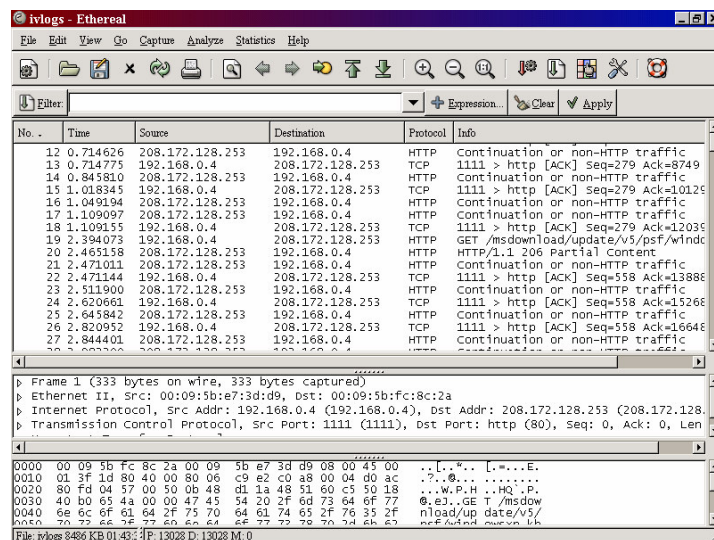 ivlogs - Ethereal
File Edit View Go Capture Analyze Statistics Help
Filter: Expression... Clear Apply
No. . Time Source Destination Protocol Info
12 0.714626 208.172.128.253 192.168.0.4 HTTP Continuation or non-HTTP traffic
13 0.714775 192.168.0.4 208.172.128.253 TCP 1111 > http [ACK] Seq=279 Ack=8749
14 0.845810 208.172.128.253 192.168.0.4 HTTP Continuation or non-HTTP traffic
15 1.018345 192.168.0.4 208.172.128.253 TCP 1111 > http [ACK] Seq=279 Ack=10129
16 1.049194 208.172.128.253 192.168.0.4 HTTP Continuation or non-HTTP traffic
17 1.109097 208.172.128.253 192.168.0.4 HTTP Continuation or non-HTTP traffic
18 1.109155 192.168.0.4 208.172.128.253 TCP 1111 > http [ACK] Seq=279 Ack=12039
19 2.394073 192.168.0.4 208.172.128.253 HTTP GET /msdownload/update/v5/psf/windo
20 2.465158 208.172.128.253 192.168.0.4 HTTP HTTP/1.1 206 Partial Content
21 2.471011 208.172.128.253 192.168.0.4 HTTP Continuation or non-HTTP traffic
22 2.471144 192.168.0.4 208.172.128.253 TCP 1111 > http [ACK] Seq=558 Ack=13888
23 2.511900 208.172.128.253 192.168.0.4 HTTP Continuation or non-HTTP traffic
24 2.620661 192.168.0.4 208.172.128.253 TCP 1111 > http [ACK] Seq=558 Ack=15268
25 2.645842 208.172.128.253 192.168.0.4 HTTP Continuation or non-HTTP traffic
26 2.820952 192.168.0.4 208.172.128.253 TCP 1111 > http [ACK] Seq=558 Ack=16648
27 2.844401 208.172.128.253 192.168.0.4 HTTP Continuation or non-HTTP traffic
Frame 1 (333 bytes on wire, 333 bytes captured)
Ethernet II, Src: 00:09:5b:e7:3d:d9, Dst: 00:09:5b:fc:8c:2a
Internet Protocol, Src Addr: 192.168.0.4 (192.168.0.4), Dst Addr: 208.172.128.253 (208.172.128.
Transmission Control Protocol, Src Port: 1111 (1111), Dst Port: http (80), Seq: 0, Ack: 0, Len
0000 00 09 5b fc 8c 2a 00 09 5b e7 3d d9 08 00 45 00 ..[..*.. [.=...E.
0010 01 3f 1d 80 40 00 80 06 c9 e2 c0 a8 00 04 d0 ac .?..@... ........
0020 80 fd 04 57 00 50 0b 48 d1 1a 48 51 60 c5 50 18 ...W.P.H ..HQ`.P.
0030 40 b0 65 4a 00 00 47 45 54 20 2f 6d 73 64 6f 77 @.eJ..GE T /msdow
0040 6e 6c 6f 61 64 2f 75 70 64 61 74 65 2f 76 35 2f nload/up date/v5/
File: ivlogs 8486 KB 01:43: P: 13028 D: 13028 M: 0